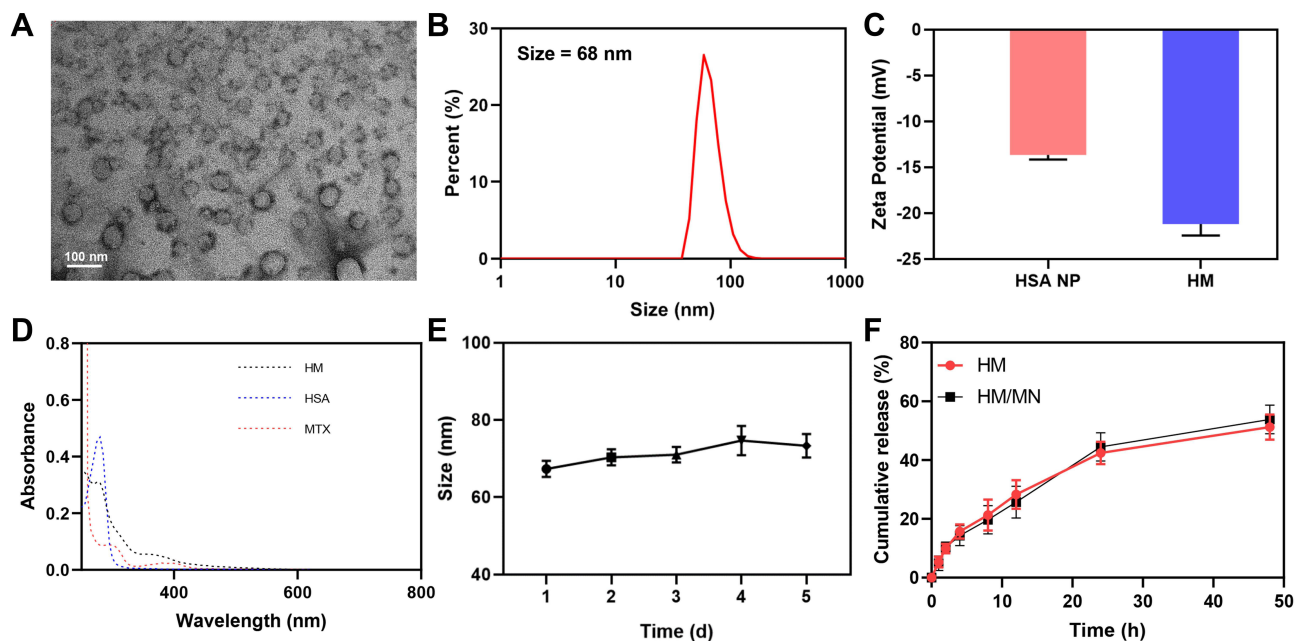 A
100 nm
B
Size = 68 nm
Percent (%)
30
20
10
0
1
10
100
1000
Size (nm)
C
Zeta Potential (mV)
0
-5
-10
-15
-20
-25
HSA NP
HM
D
HM
HSA
MTX
Absorbance
0.8
0.6
0.4
0.2
0.0
400
600
800
Wavelength (nm)
E
Size (nm)
100
80
60
40
1
2
3
4
5
Time (d)
F
HM
HM/MN
Cumulative release (%)
80
60
40
20
0
0
10
20
30
40
50
Time (h)